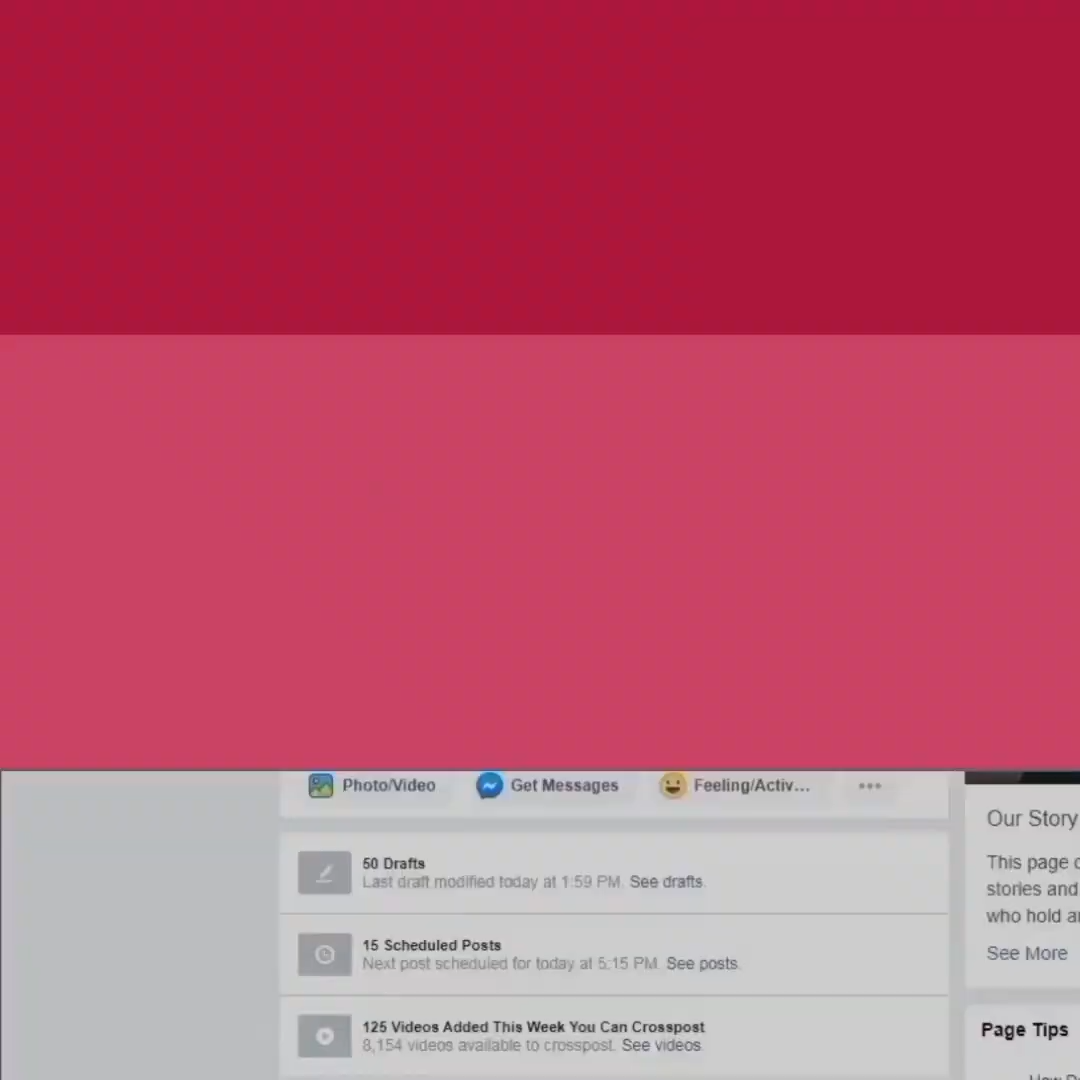 Photo/Video
Get Messages
Feeling/Activ...
50 Drafts
Last draft modified today at 1:59 PM. See drafts.
15 Scheduled Posts
Next post scheduled for today at 5:15 PM. See posts.
125 Videos Added This Week You Can Crosspost
8,154 videos available to crosspost. See videos.
Our Story
This page
stories and
who hold
See More
Page Tips